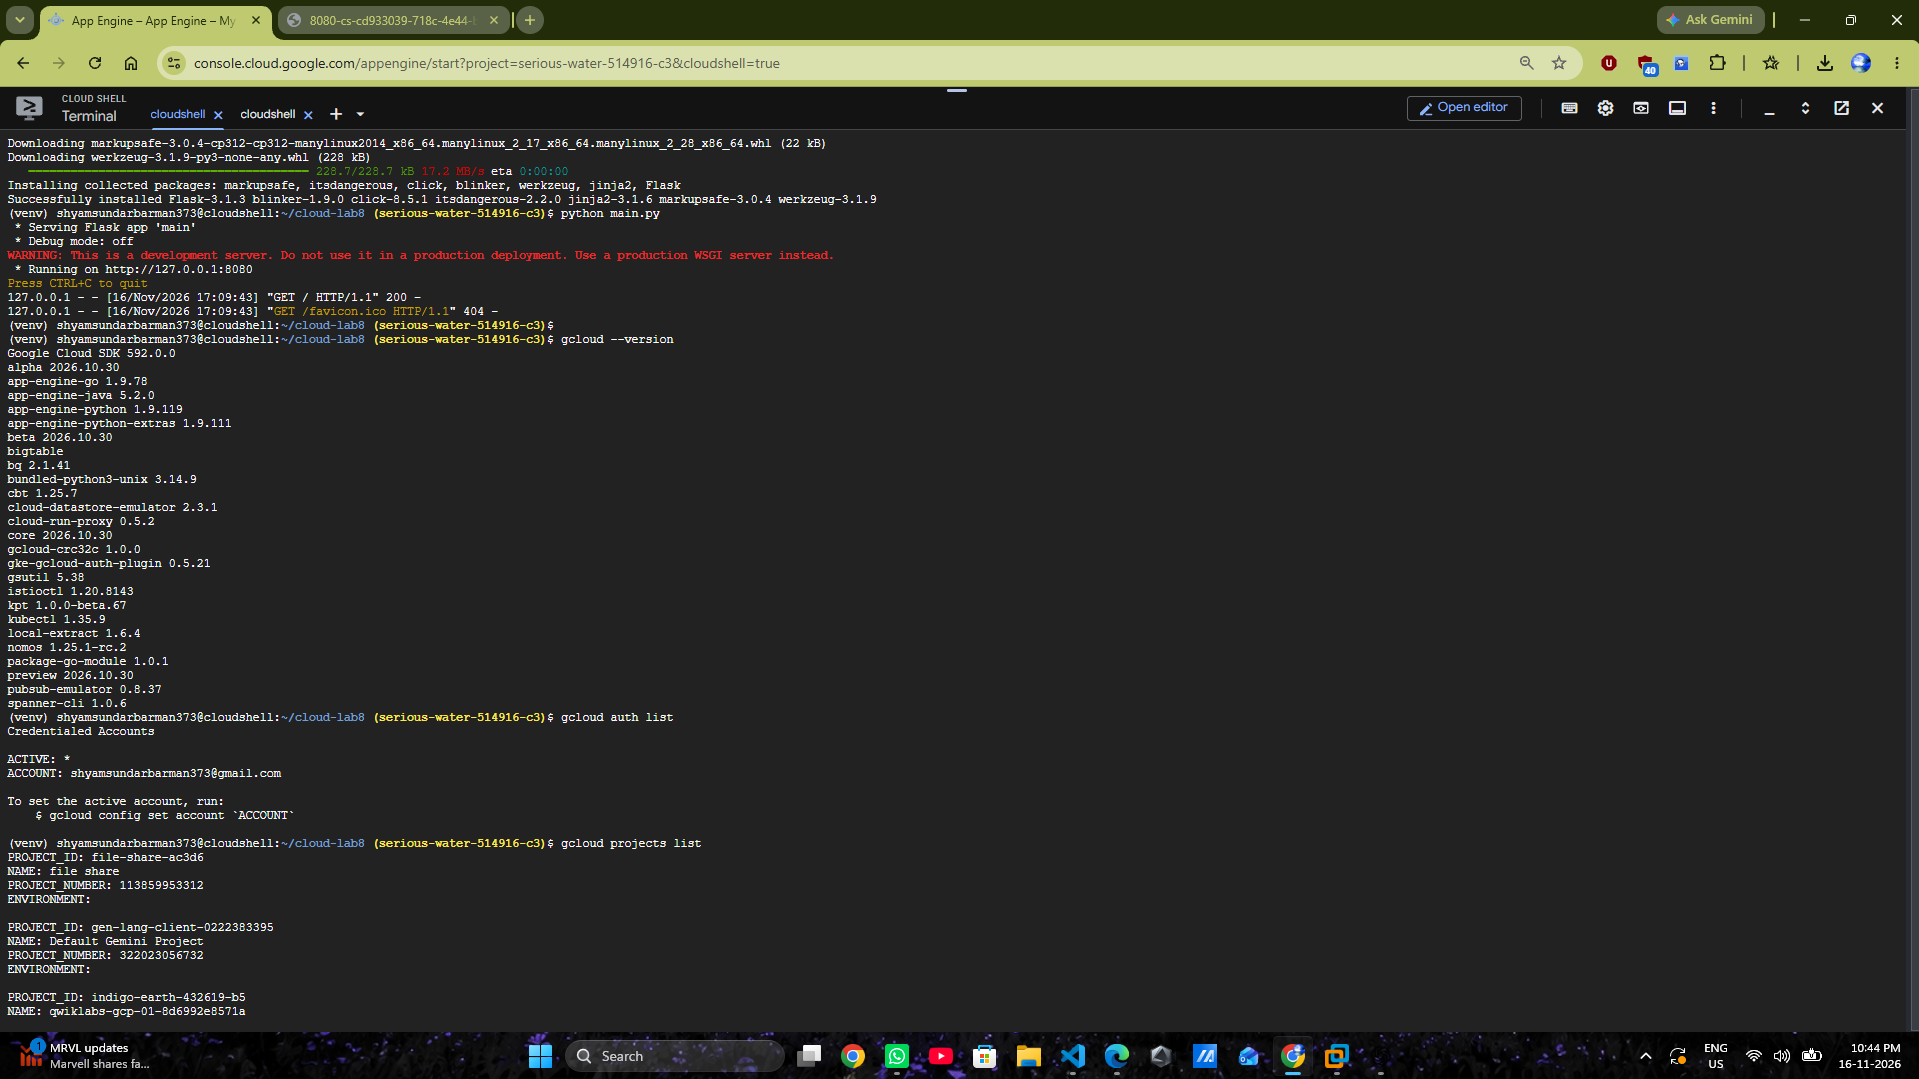 App Engine – App Engine – My
8080-cs-cd933039-718c-4e44-b
Ask Gemini
console.cloud.google.com/appengine/start?project=serious-water-514916-c3&cloudshell=true
40
CLOUD SHELL
Terminal
cloudshell
cloudshell
Open editor
Downloading markupsafe-3.0.4-cp312-cp312-manylinux2014_x86_64.manylinux_2_17_x86_64.manylinux_2_28_x86_64.whl (22 kB)
Downloading werkzeug-3.1.9-py3-none-any.whl (228 kB)
228.7/228.7 kB 17.2 MB/s eta 0:00:00
Installing collected packages: markupsafe, itsdangerous, click, blinker, werkzeug, jinja2, Flask
Successfully installed Flask-3.1.3 blinker-1.9.0 click-8.5.1 itsdangerous-2.2.0 jinja2-3.1.6 markupsafe-3.0.4 werkzeug-3.1.9
(venv) shyamsundarbarman373@cloudshell:~/cloud-lab8 (serious-water-514916-c3)$ python main.py
* Serving Flask app 'main'
* Debug mode: off
WARNING: This is a development server. Do not use it in a production deployment. Use a production WSGI server instead.
* Running on http://127.0.0.1:8080
Press CTRL+C to quit
127.0.0.1 - - [16/Nov/2026 17:09:43] "GET / HTTP/1.1" 200 -
127.0.0.1 - - [16/Nov/2026 17:09:43] "GET /favicon.ico HTTP/1.1" 404 -
(venv) shyamsundarbarman373@cloudshell:~/cloud-lab8 (serious-water-514916-c3)$
(venv) shyamsundarbarman373@cloudshell:~/cloud-lab8 (serious-water-514916-c3)$ gcloud --version
Google Cloud SDK 592.0.0
alpha 2026.10.30
app-engine-go 1.9.78
app-engine-java 5.2.0
app-engine-python 1.9.119
app-engine-python-extras 1.9.111
beta 2026.10.30
bigtable
bq 2.1.41
bundled-python3-unix 3.14.9
cbt 1.25.7
cloud-datastore-emulator 2.3.1
cloud-run-proxy 0.5.2
core 2026.10.30
gcloud-crc32c 1.0.0
gke-gcloud-auth-plugin 0.5.21
gsutil 5.38
istioctl 1.20.8143
kpt 1.0.0-beta.67
kubectl 1.35.9
local-extract 1.6.4
nomos 1.25.1-rc.2
package-go-module 1.0.1
preview 2026.10.30
pubsub-emulator 0.8.37
spanner-cli 1.0.6
(venv) shyamsundarbarman373@cloudshell:~/cloud-lab8 (serious-water-514916-c3)$ gcloud auth list
Credentialed Accounts
ACTIVE: *
ACCOUNT: shyamsundarbarman373@gmail.com
To set the active account, run:
$ gcloud config set account `ACCOUNT`
(venv) shyamsundarbarman373@cloudshell:~/cloud-lab8 (serious-water-514916-c3)$ gcloud projects list
PROJECT_ID: file-share-ac3d6
NAME: file share
PROJECT_NUMBER: 113859953312
ENVIRONMENT:
PROJECT_ID: gen-lang-client-0222383395
NAME: Default Gemini Project
PROJECT_NUMBER: 322023056732
ENVIRONMENT:
PROJECT_ID: indigo-earth-432619-b5
NAME: qwiklabs-gcp-01-8d6992e8571a
1
MRVL updates
Marvell shares fa...
Search
ENG
US
10:44 PM
16-11-2026